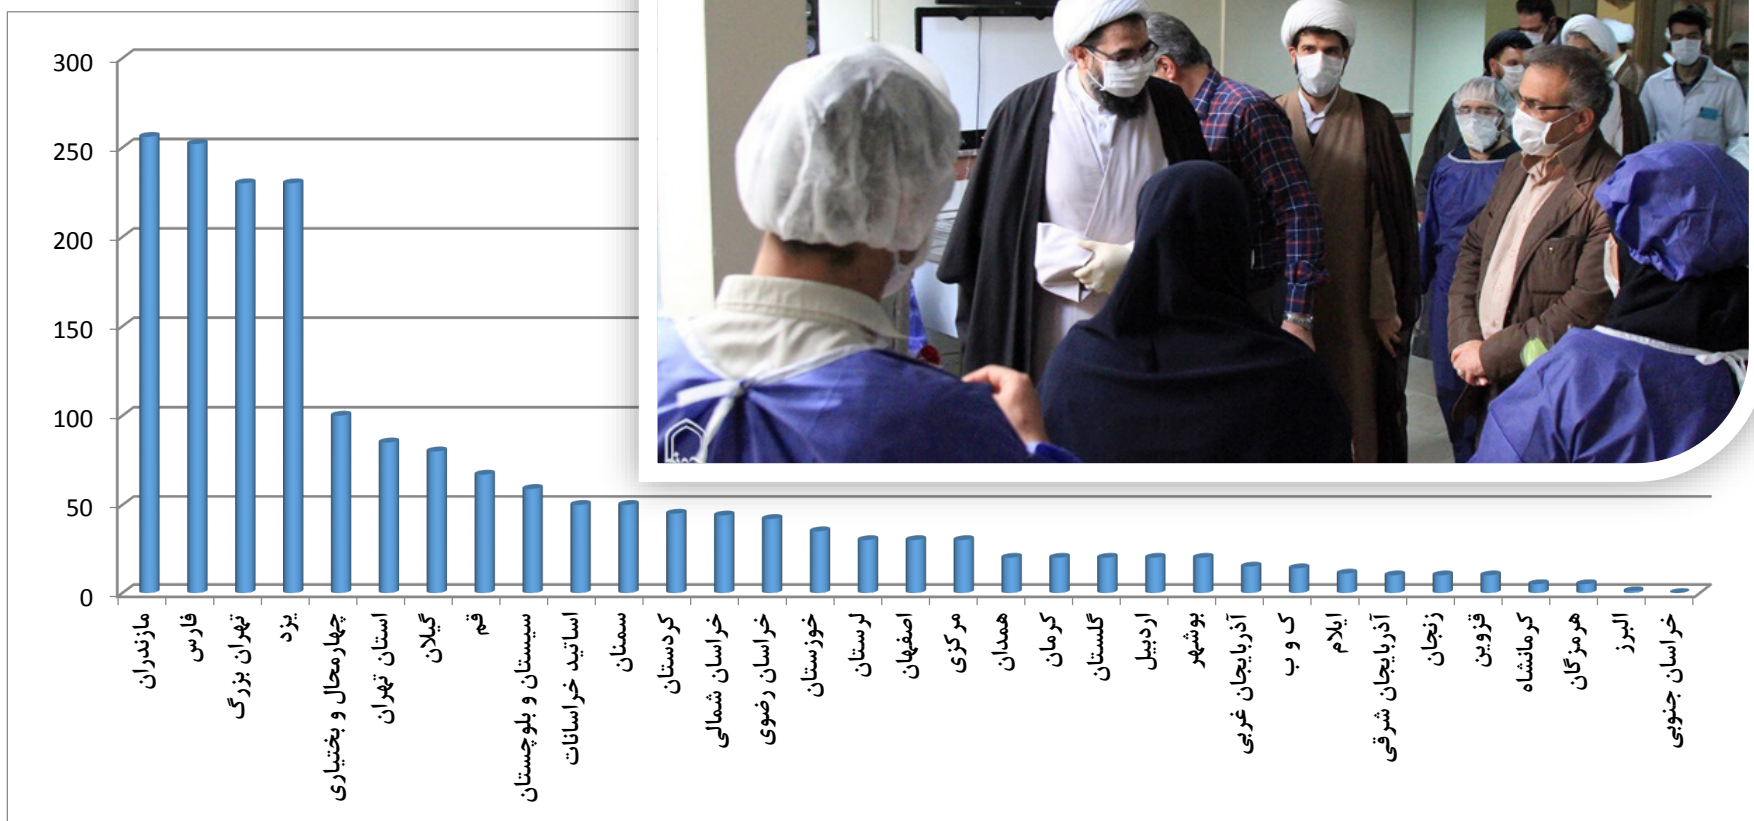 300
250
200
150
100
50
0
مازندران
فارس
تهران بزرگ
یزد
چهارمحال و بختیاری
استان تهران
گیلان
قم
سیستان و بلوچستان
اساتید خراسانات
سمنان
کردستان
خراسان شمالی
خراسان رضوی
خوزستان
لرستان
اصفهان
مرکزی
همدان
کرمان
گلستان
اردبیل
بوشهر
آذربایجان غربی
ک و ب
ایلام
آذربایجان شرقی
زنجان
قزوین
کرمانشاه
هرمزگان
البرز
خراسان جنوبی